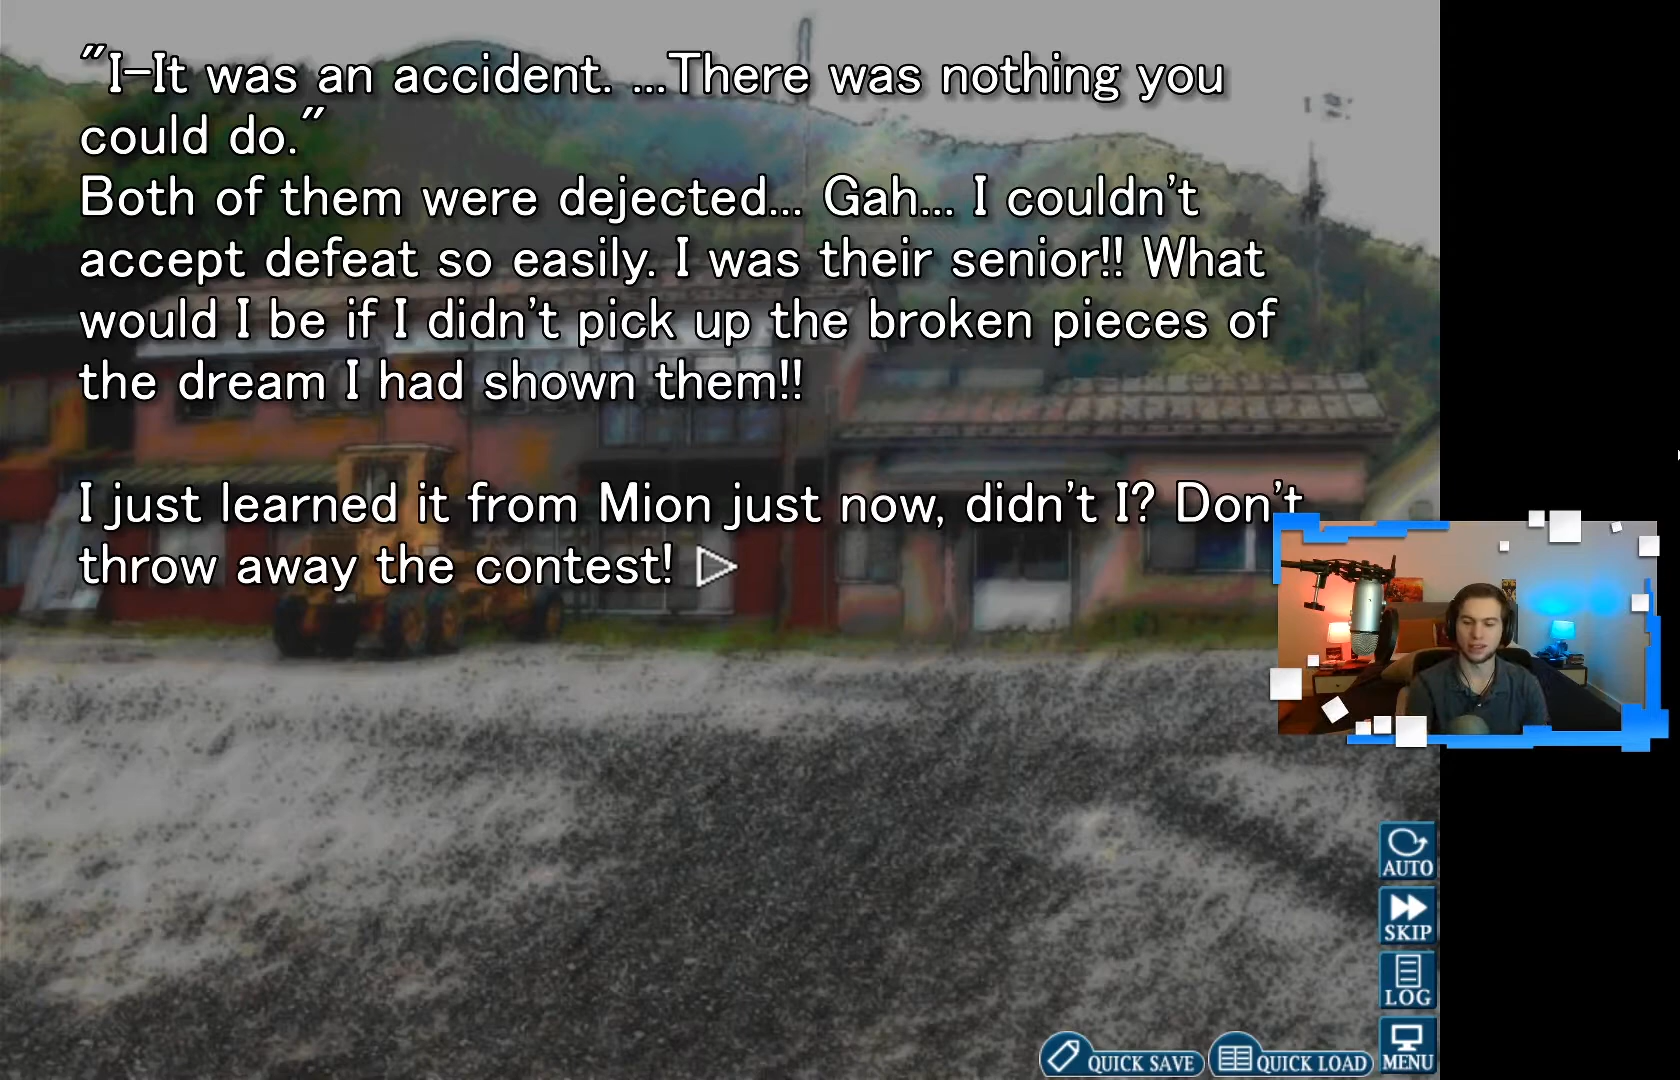 "I-It was an accident. ...There was nothing you
could do."
Both of them were dejected... Gah... I couldn't
accept defeat so easily. I was their senior!! What
would I be if I didn't pick up the broken pieces of
the dream I had shown them!!
I just learned it from Mion just now, didn't I? Don't
throw away the contest!
AUTO
SKIP
LOG
MENU
QUICK SAVE
QUICK LOAD